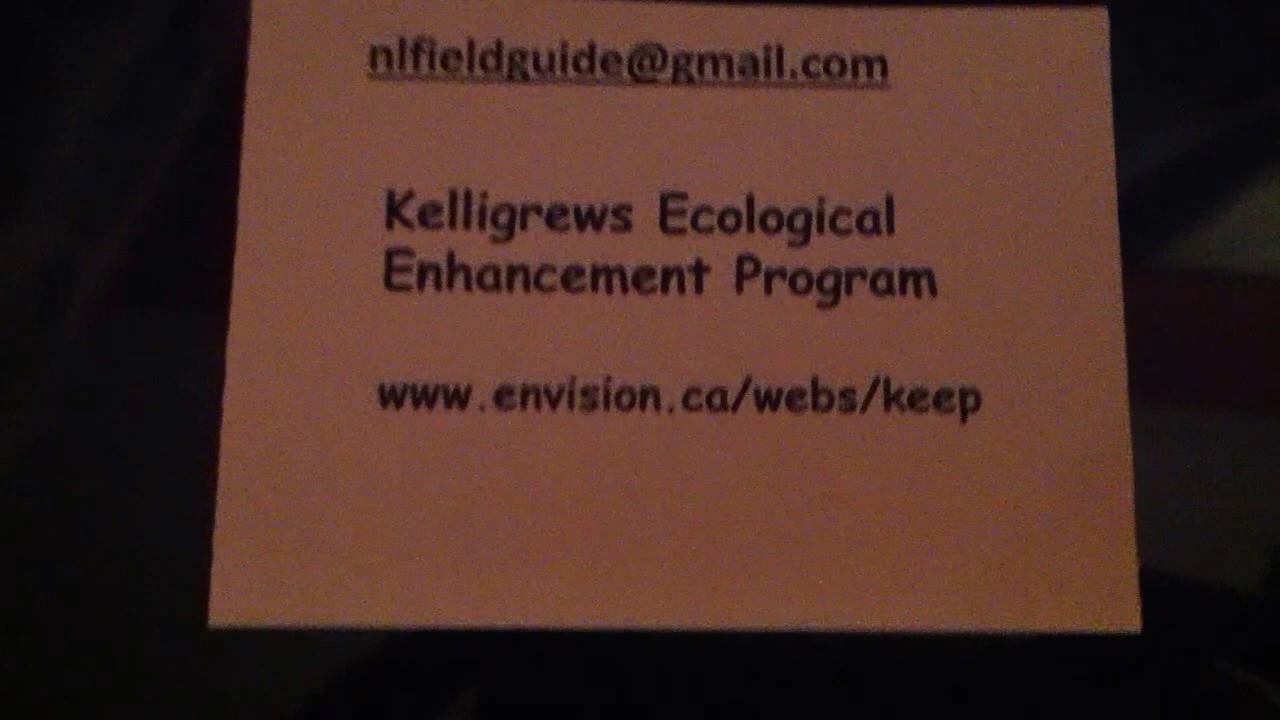 nlfieldguide@gmail.com
Kelligrews Ecological
Enhancement Program
www.envision.ca/webs/keep